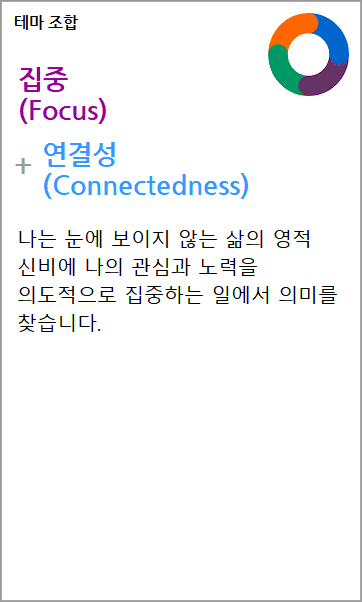 테마 조합
집중
(Focus)
+ 연결성
(Connectedness)
나는 눈에 보이지 않는 삶의 영적
신비에 나의 관심과 노력을
의도적으로 집중하는 일에서 의미를
찾습니다.